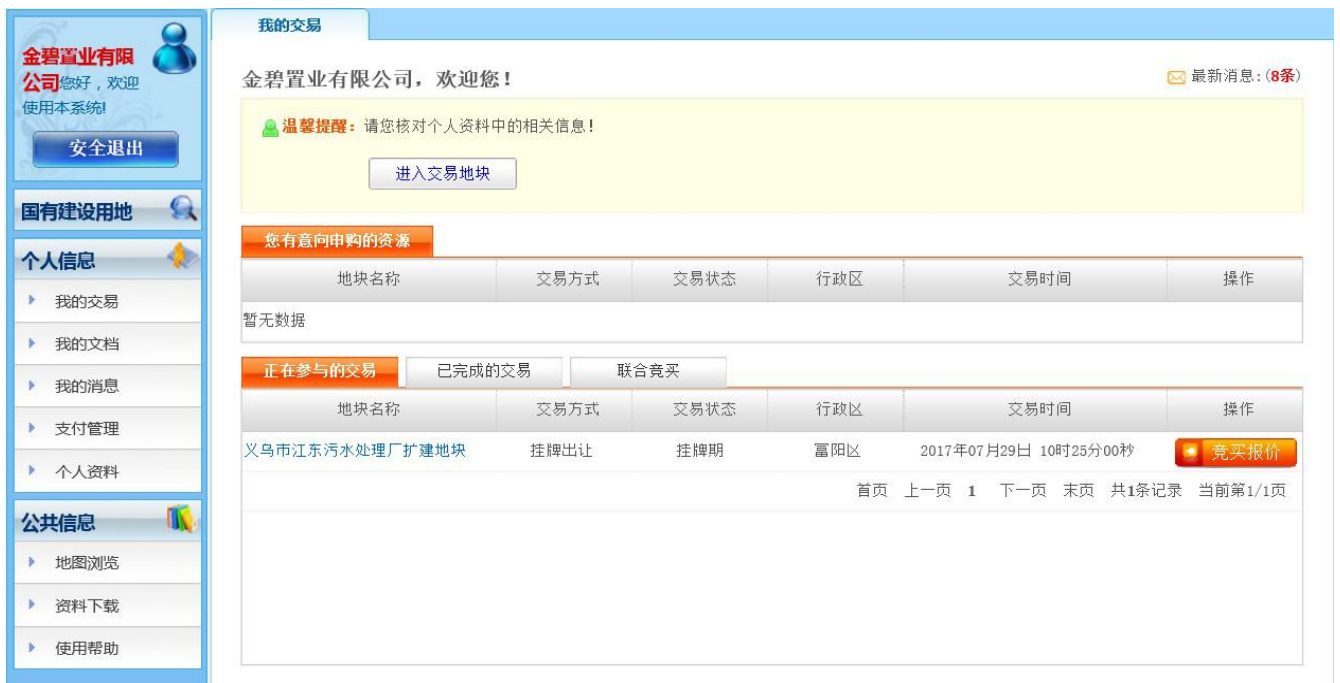 金碧置业有限
公司您好，欢迎
使用本系统!
安全退出
国有建设用地
个人信息
我的交易
我的文档
我的消息
支付管理
个人资料
公共信息
地图浏览
资料下载
使用帮助
我的交易
金碧置业有限公司，欢迎您！
最新消息：(8条)
温馨提醒：请您核对个人资料中的相关信息！
进入交易地块
您有意向申购的资源
地块名称 交易方式 交易状态 行政区 交易时间 操作
暂无数据
正在参与的交易 已完成的交易 联合竞买
地块名称 交易方式 交易状态 行政区 交易时间 操作
义乌市江东污水处理厂扩建地块 挂牌出让 挂牌期 富阳区 2017年07月29日 10时25分00秒 竞买报价
首页 上一页 1 下一页 末页 共1条记录 当前第1/1页